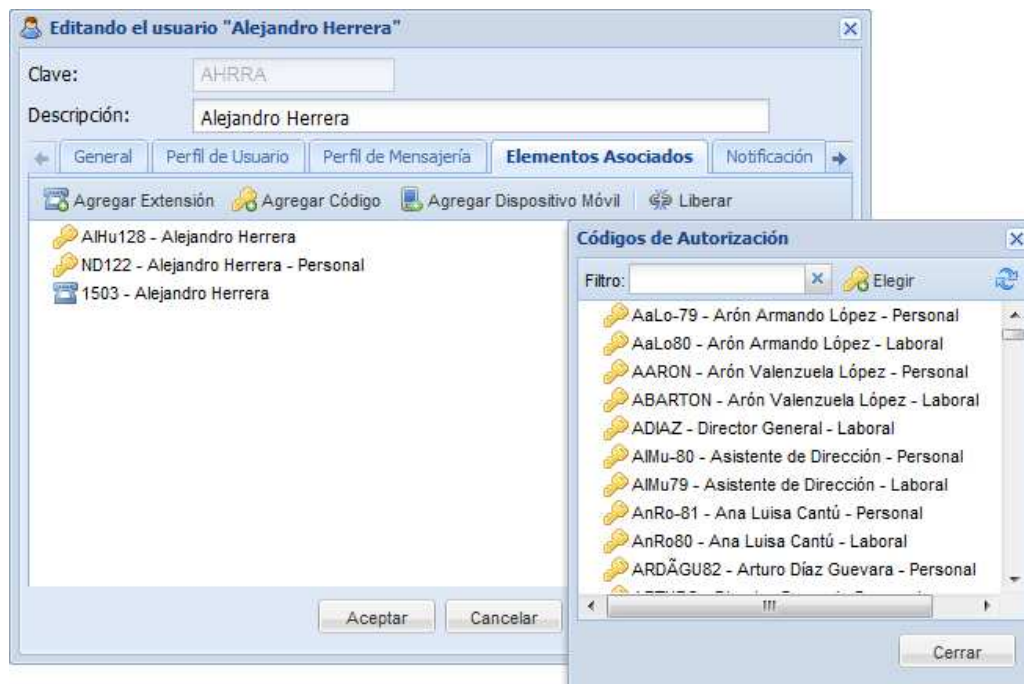 Editando el usuario "Alejandro Herrera"
Clave: AHRRA
Descripción: Alejandro Herrera
General Perfil de Usuario Perfil de Mensajería Elementos Asociados Notificación
Agregar Extensión Agregar Código Agregar Dispositivo Móvil Liberar
AlHu128 - Alejandro Herrera
ND122 - Alejandro Herrera - Personal
1503 - Alejandro Herrera
Aceptar Cancelar
Códigos de Autorización
Filtro: Elegir
AaLo-79 - Arón Armando López - Personal
AaLo80 - Arón Armando López - Laboral
AARON - Arón Valenzuela López - Personal
ABARTON - Arón Valenzuela López - Laboral
ADIAZ - Director General - Laboral
AlMu-80 - Asistente de Dirección - Personal
AlMu79 - Asistente de Dirección - Laboral
AnRo-81 - Ana Luisa Cantú - Personal
AnRo80 - Ana Luisa Cantú - Laboral
ARDÃGU82 - Arturo Díaz Guevara - Personal
Cerrar